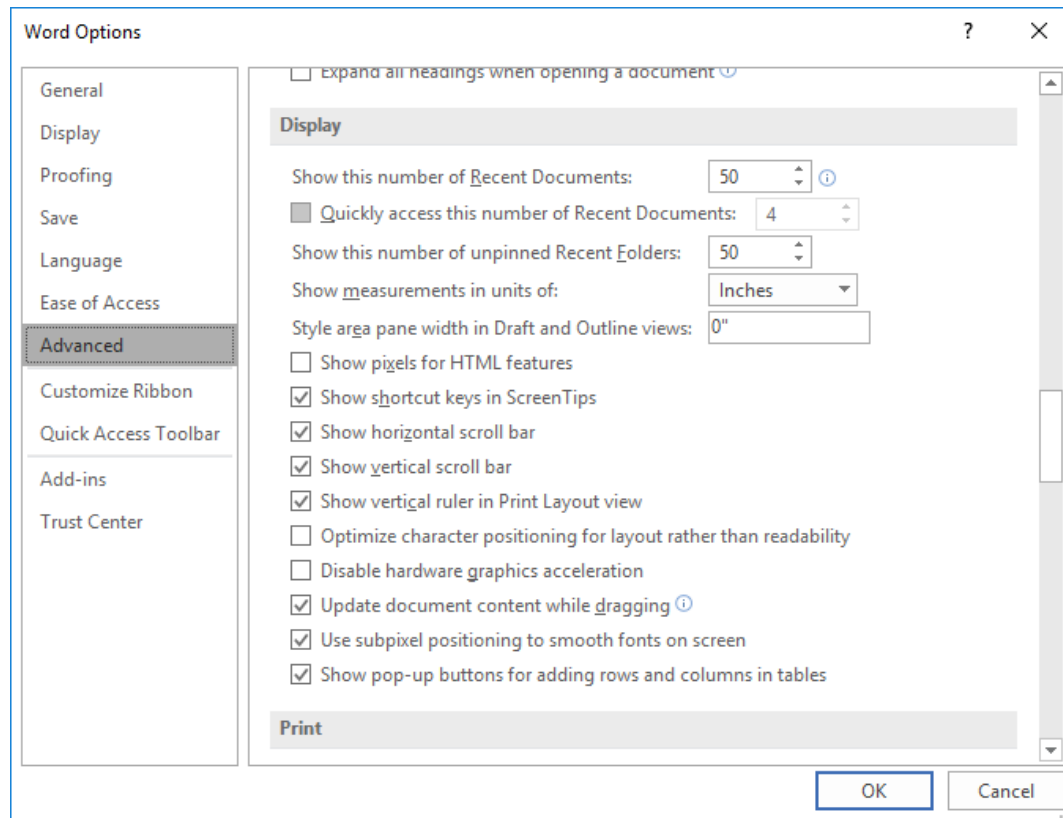 Word Options
?
General
Display
Proofing
Save
Language
Ease of Access
Advanced
Customize Ribbon
Quick Access Toolbar
Add-ins
Trust Center
Expand all headings when opening a document
Display
Show this number of Recent Documents: 50
Quickly access this number of Recent Documents: 4
Show this number of unpinned Recent Folders: 50
Show measurements in units of: Inches
Style area pane width in Draft and Outline views: 0"
Show pixels for HTML features
Show shortcut keys in ScreenTips
Show horizontal scroll bar
Show vertical scroll bar
Show vertical ruler in Print Layout view
Optimize character positioning for layout rather than readability
Disable hardware graphics acceleration
Update document content while dragging
Use subpixel positioning to smooth fonts on screen
Show pop-up buttons for adding rows and columns in tables
Print
OK Cancel